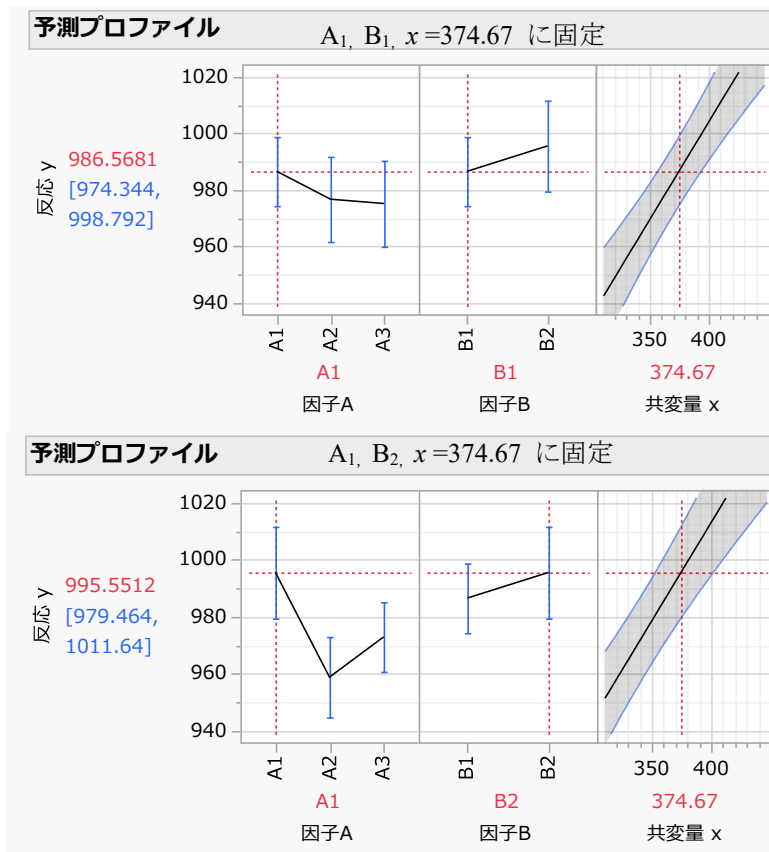 予測プロファイル A1, B1, x =374.67 に固定
1020
1000
980
960
940
反応 y
986.5681
[974.344,
998.792]
A1 A2 A3 B1 B2 350 400
A1 B1 374.67
因子A 因子B 共変量 x
予測プロファイル A1, B2, x =374.67 に固定
1020
1000
980
960
940
反応 y
995.5512
[979.464,
1011.64]
A1 A2 A3 B1 B2 350 400
A1 B2 374.67
因子A 因子B 共変量 x